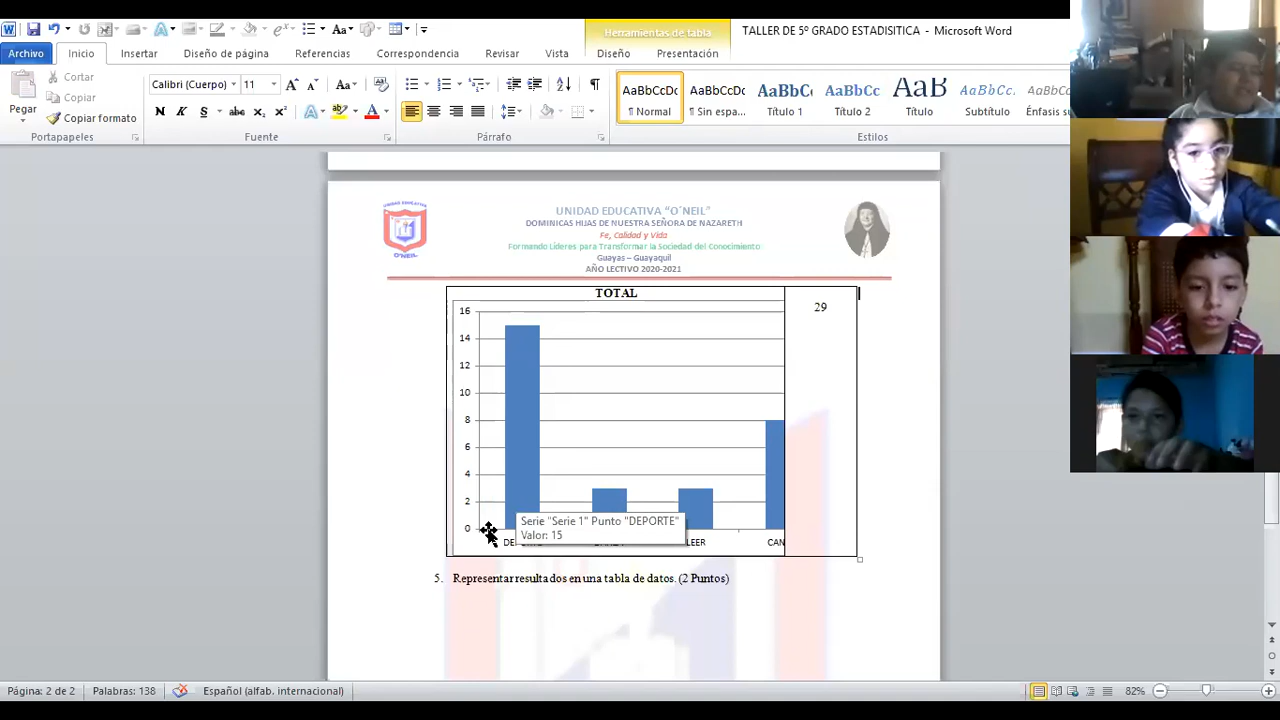 TALLER DE 5º GRADO ESTADISITICA - Microsoft Word
Herramientas de tabla
Archivo
Inicio
Insertar
Diseño de página
Referencias
Correspondencia
Revisar
Vista
Diseño
Presentación
Pegar
Cortar
Copiar
Copiar formato
Portapapeles
Calibri (Cuerpo)
11
Fuente
Párrafo
AaBbCcDc
¶ Normal
AaBbCcDc
¶ Sin espa...
AaBbC
Título 1
AaBbCc
Título 2
AaB
Título
AaBbCc
Subtítulo
AaBbCc
Énfasis
Estilos
UNIDAD EDUCATIVA
O'NEIL
UNIDAD EDUCATIVA "O´NEIL"
DOMINICAS HIJAS DE NUESTRA SEÑORA DE NAZARETH
Fe, Calidad y Vida
Formando Líderes para Transformar la Sociedad del Conocimiento
Guayas – Guayaquil
AÑO LECTIVO 2020-2021
TOTAL
29
16
14
12
10
8
6
4
2
0
LEER
CAN
Serie "Serie 1" Punto "DEPORTE"
Valor: 15
5. Representar resultados en una tabla de datos. (2 Puntos)
Página: 2 de 2
Palabras: 138
Español (alfab. internacional)
82%